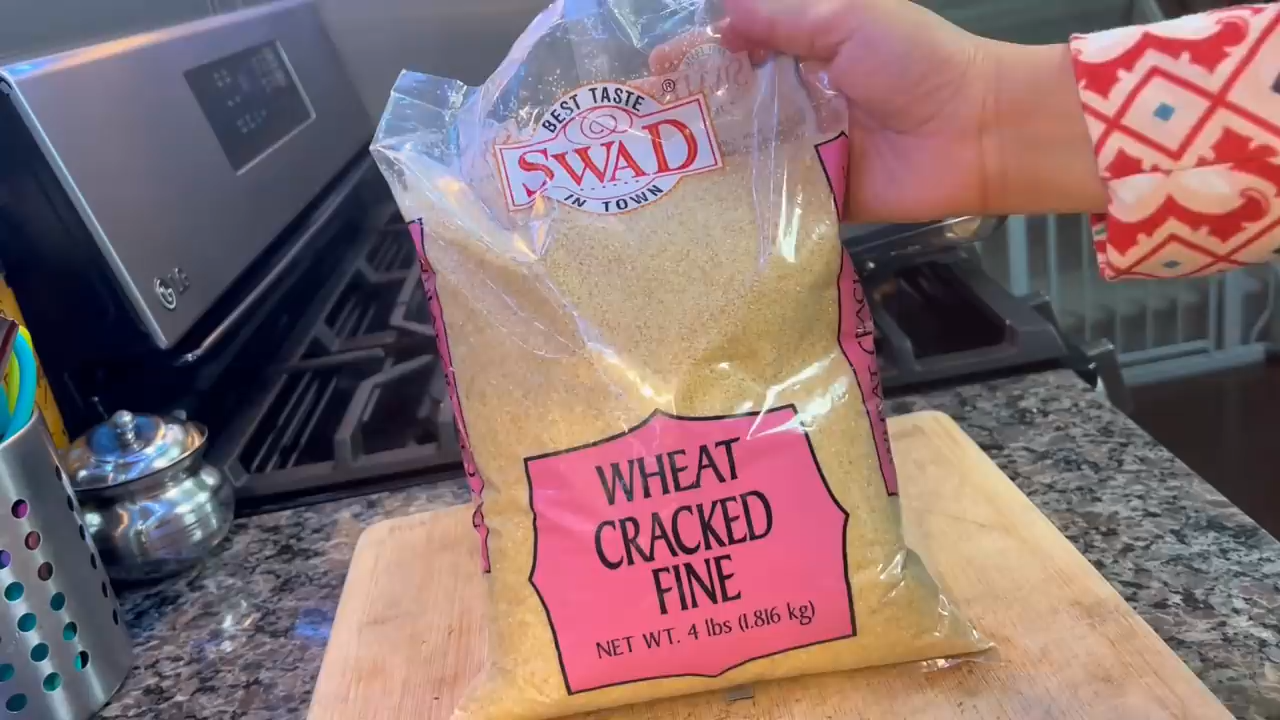 BEST TASTE
®
SWAD
IN TOWN
WHEAT
CRACKED
FINE
NET WT. 4 lbs (1.816 kg)